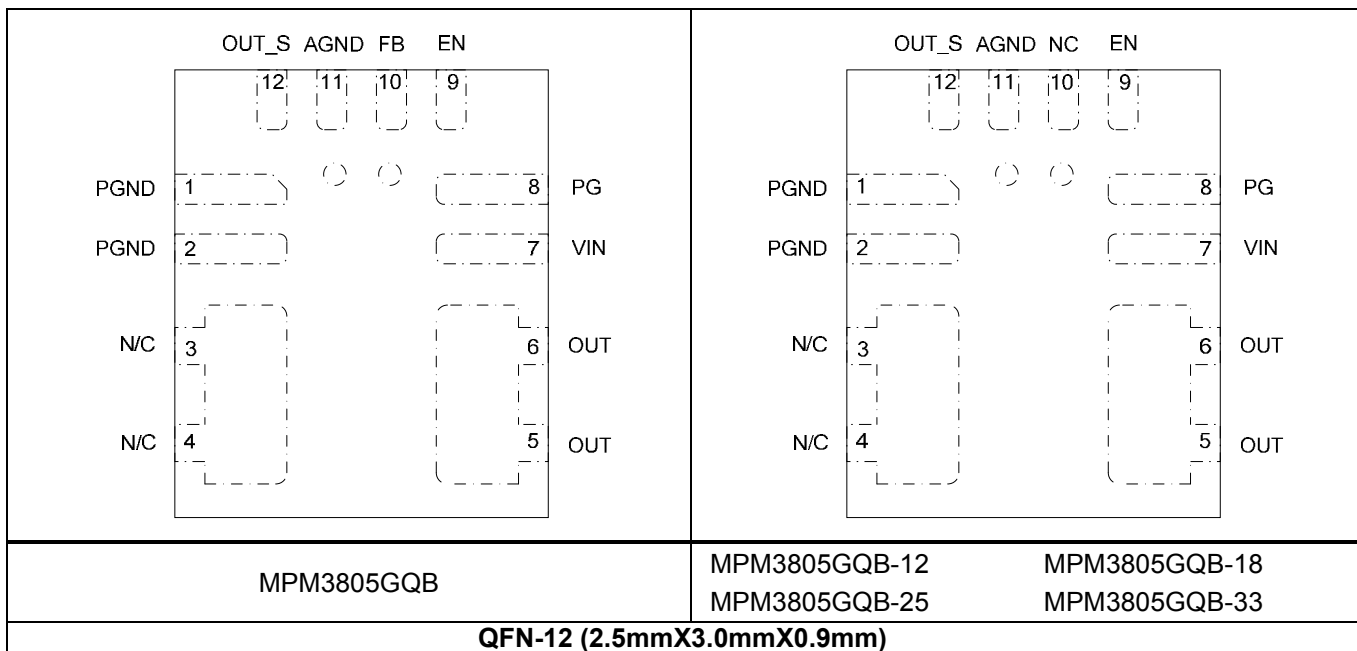 OUT_S AGND FB EN
12 11 10 9
PGND 1 8 PG
PGND 2 7 VIN
N/C 3 6 OUT
N/C 4 5 OUT
MPM3805GQB
OUT_S AGND NC EN
12 11 10 9
PGND 1 8 PG
PGND 2 7 VIN
N/C 3 6 OUT
N/C 4 5 OUT
MPM3805GQB-12 MPM3805GQB-18
MPM3805GQB-25 MPM3805GQB-33
QFN-12 (2.5mmX3.0mmX0.9mm)